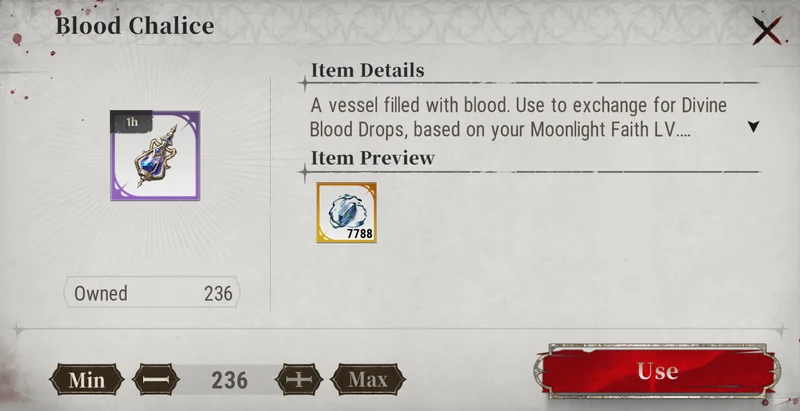 Blood Chalice
Item Details
1h
A vessel filled with blood. Use to exchange for Divine
Blood Drops, based on your Moonlight Faith LV....
Item Preview
7788
Owned 236
Min 236 Max Use